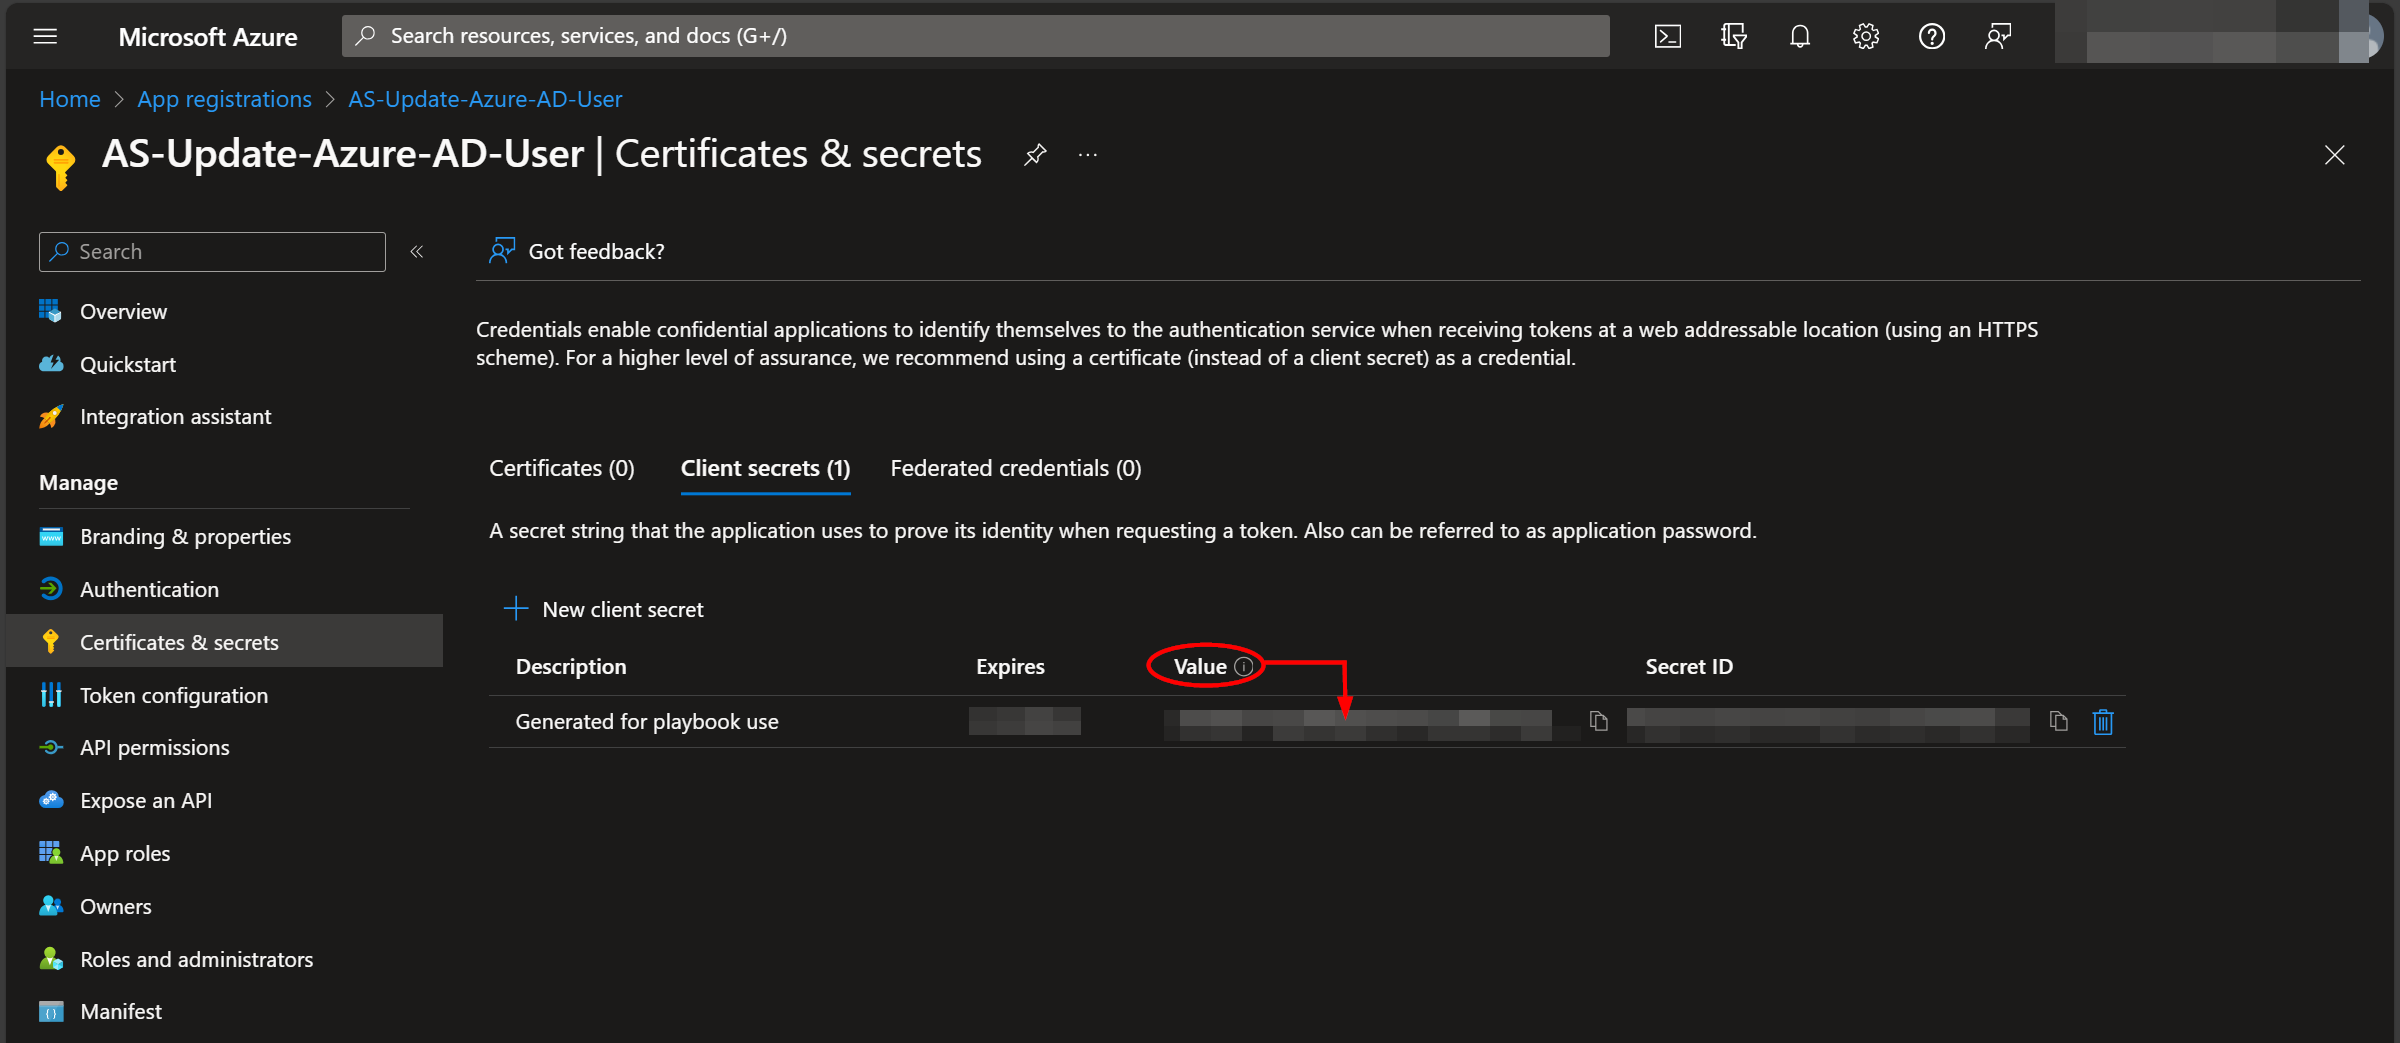 Microsoft Azure
Search resources, services, and docs (G+/)
Home > App registrations > AS-Update-Azure-AD-User
AS-Update-Azure-AD-User | Certificates & secrets
Search
Got feedback?
Overview
Quickstart
Integration assistant
Manage
Branding & properties
Authentication
Certificates & secrets
Token configuration
API permissions
Expose an API
App roles
Owners
Roles and administrators
Manifest
Credentials enable confidential applications to identify themselves to the authentication service when receiving tokens at a web addressable location (using an HTTPS
scheme). For a higher level of assurance, we recommend using a certificate (instead of a client secret) as a credential.
Certificates (0) Client secrets (1) Federated credentials (0)
A secret string that the application uses to prove its identity when requesting a token. Also can be referred to as application password.
New client secret
Description Expires Value Secret ID
Generated for playbook use